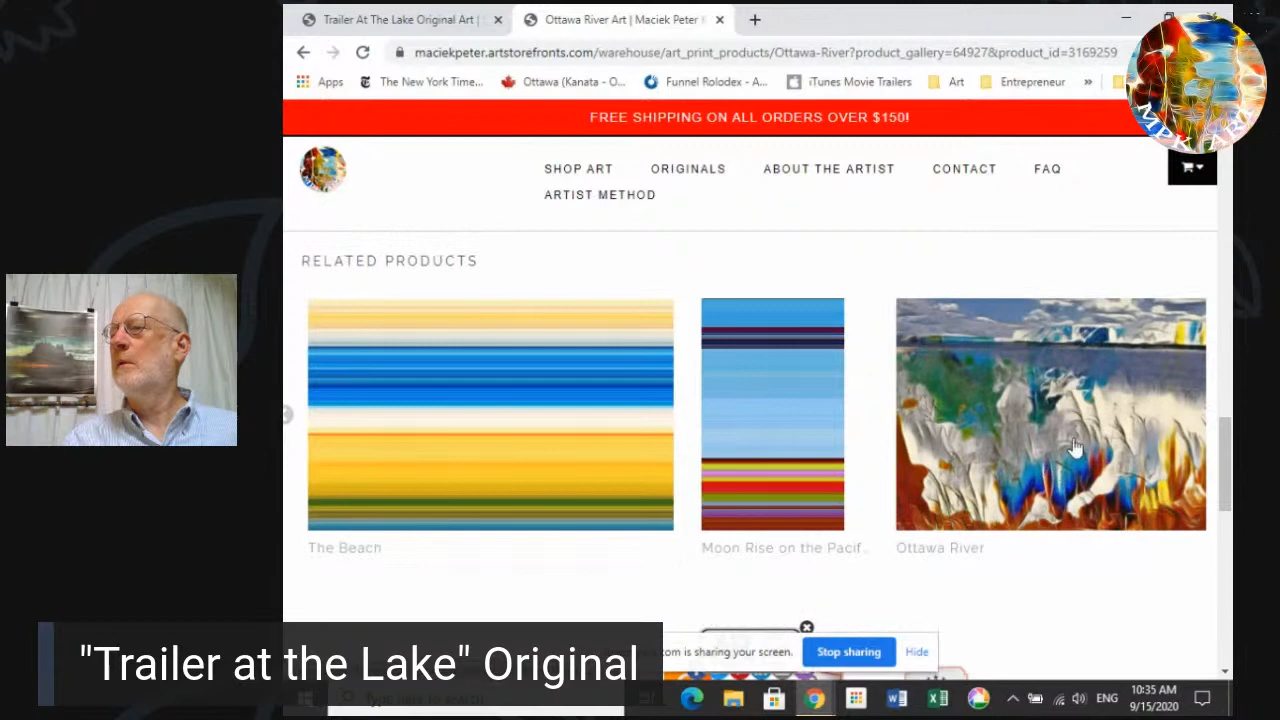 Trailer At The Lake Original Art |
Ottawa River Art | Maciek Peter
maciekpeter.artstorefronts.com/warehouse/art_print_products/Ottawa-River?product_gallery=64927&product_id=3169259
Apps
The New York Time...
Ottawa (Kanata - O...
Funnel Rolodex - A...
iTunes Movie Trailers
Art
Entrepreneur
»
FREE SHIPPING ON ALL ORDERS OVER $150!
SHOP ART
ORIGINALS
ABOUT THE ARTIST
CONTACT
FAQ
ARTIST METHOD
RELATED PRODUCTS
The Beach
Moon Rise on the Pacif..
Ottawa River
is sharing your screen.
Stop sharing
Hide
"Trailer at the Lake" Original
Type here to search
ENG
10:35 AM
9/15/2020